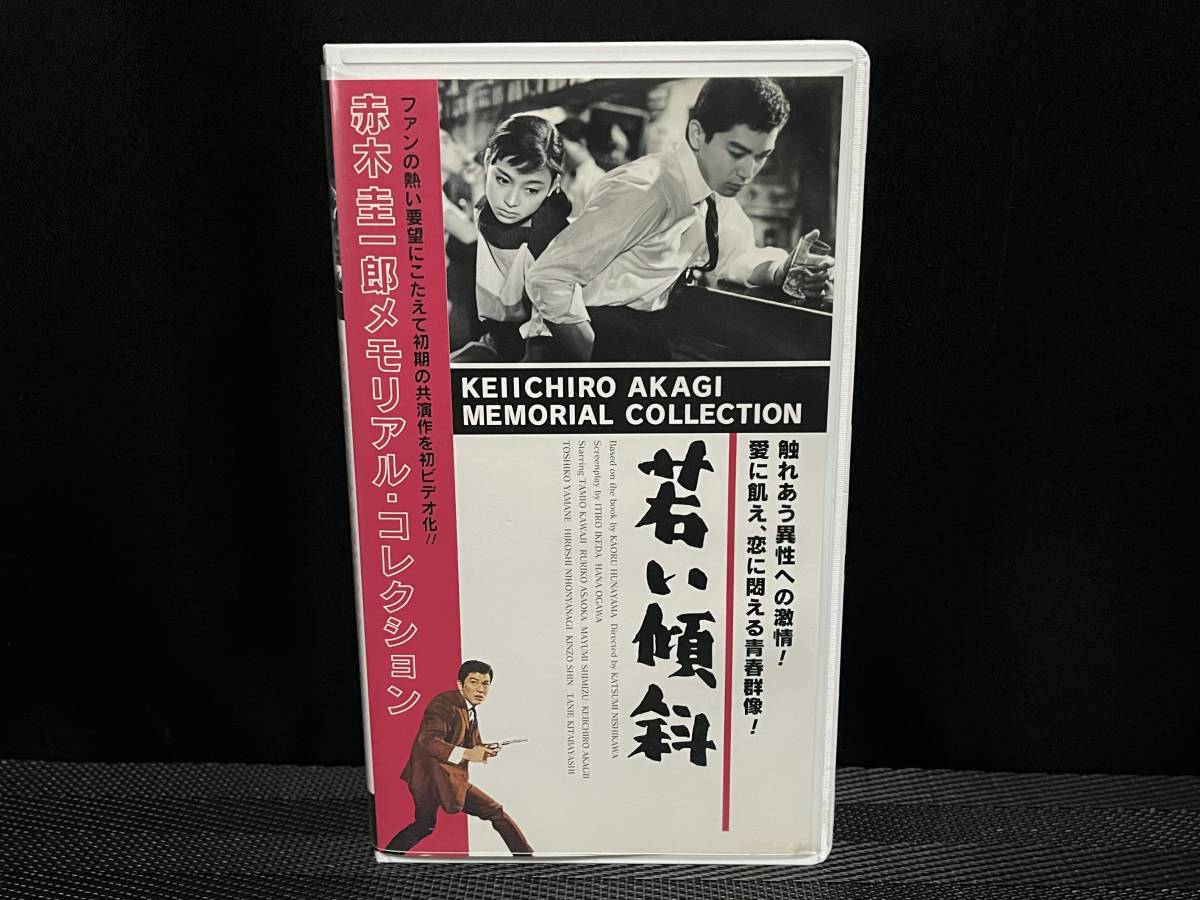 赤木圭一郎メモリアル・コレクション
ファンの熱い要望にこたえて初期の共演作を初ビデオ化!!
KEIICHIRO AKAGI
MEMORIAL COLLECTION
触れあう異性への激情!
愛に飢え、恋に悶える青春群像!
若い傾斜
Based on the book by KAORU HUNAYAMA Directed by KATSUMI NISHIKAWA
Screenplay by ITIRO IKEDA HANA OGAWA
Starring TAMIO KAWAJI RURIKO ASAOKA MAYUMI SHIMIZU KEIICHIRO AKAGII
TOSHIKO YAMANE HIROSHI NIHONYANAGI KINZO SHIN TANIE KITABAYASHI